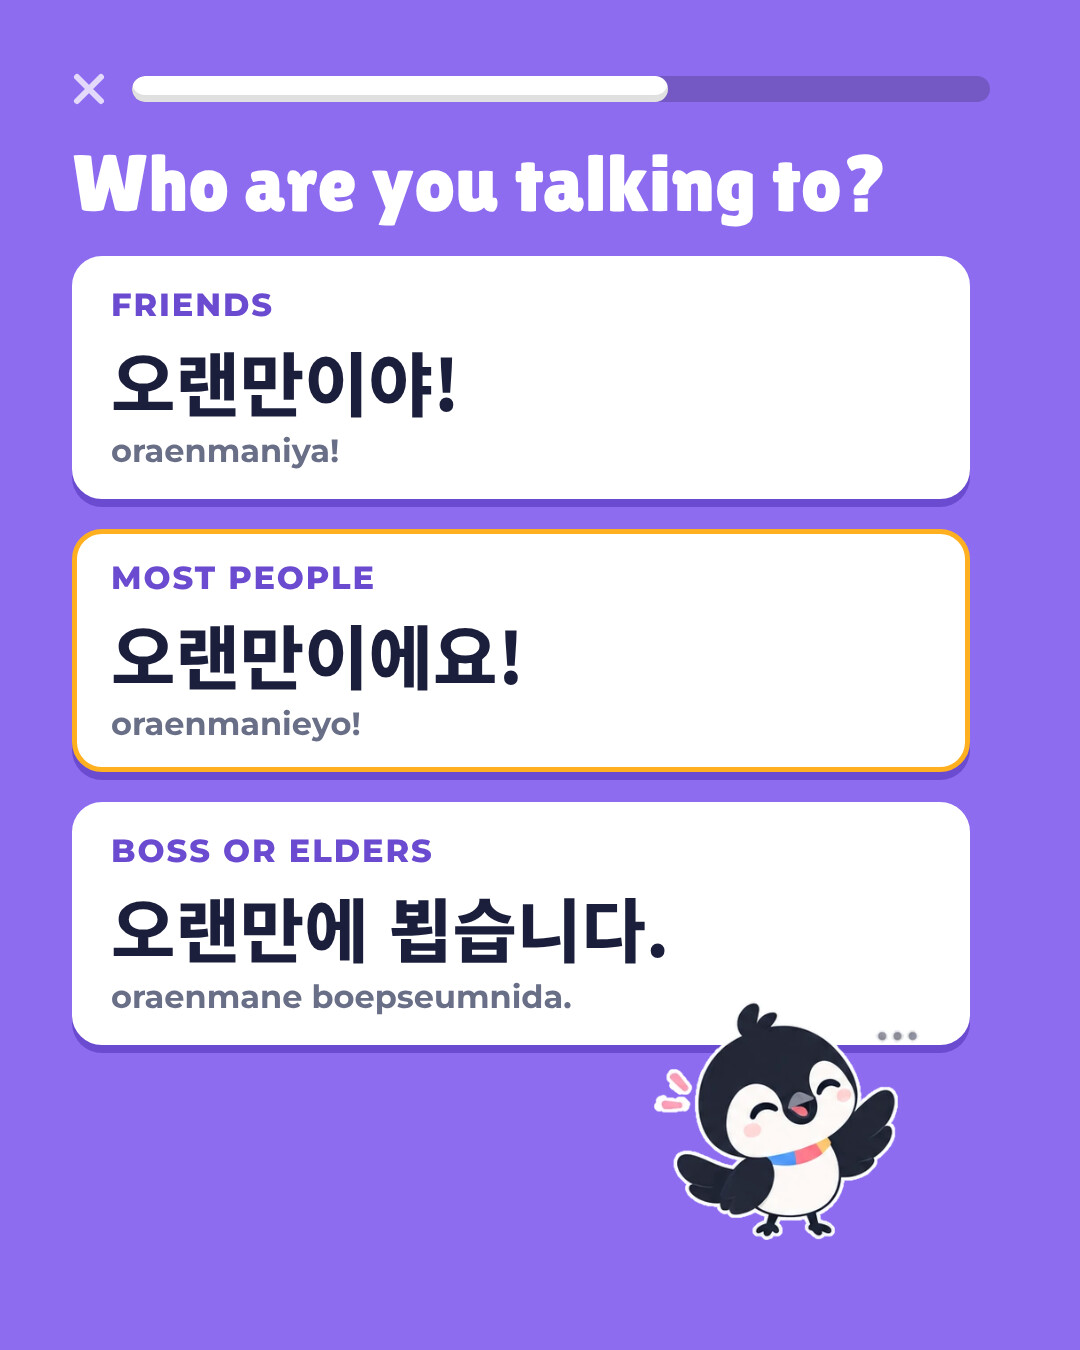 Who are you talking to?
FRIENDS
오랜만이야!
oraenmaniya!
MOST PEOPLE
오랜만이에요!
oraenmanieyo!
BOSS OR ELDERS
오랜만에 뵙습니다.
oraenmane boepseumnida.